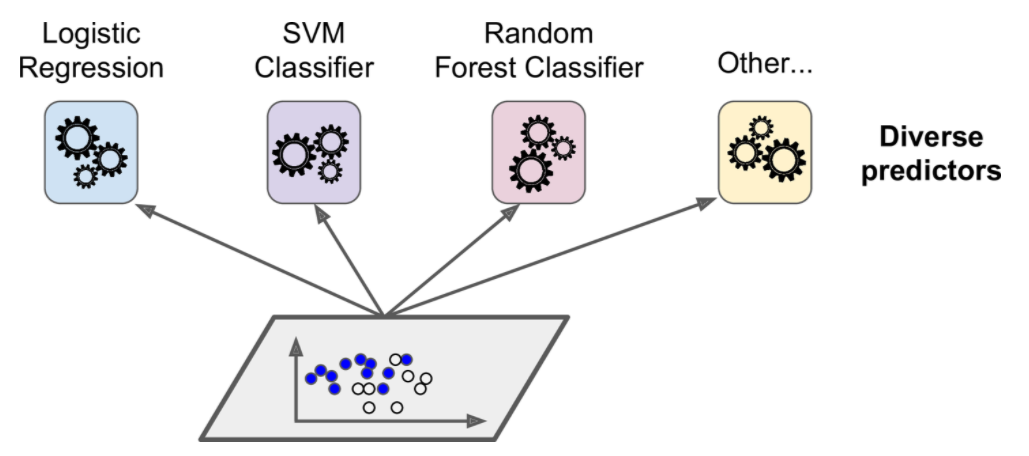 Logistic
Regression
SVM
Classifier
Random
Forest Classifier
Other...
Diverse
predictors